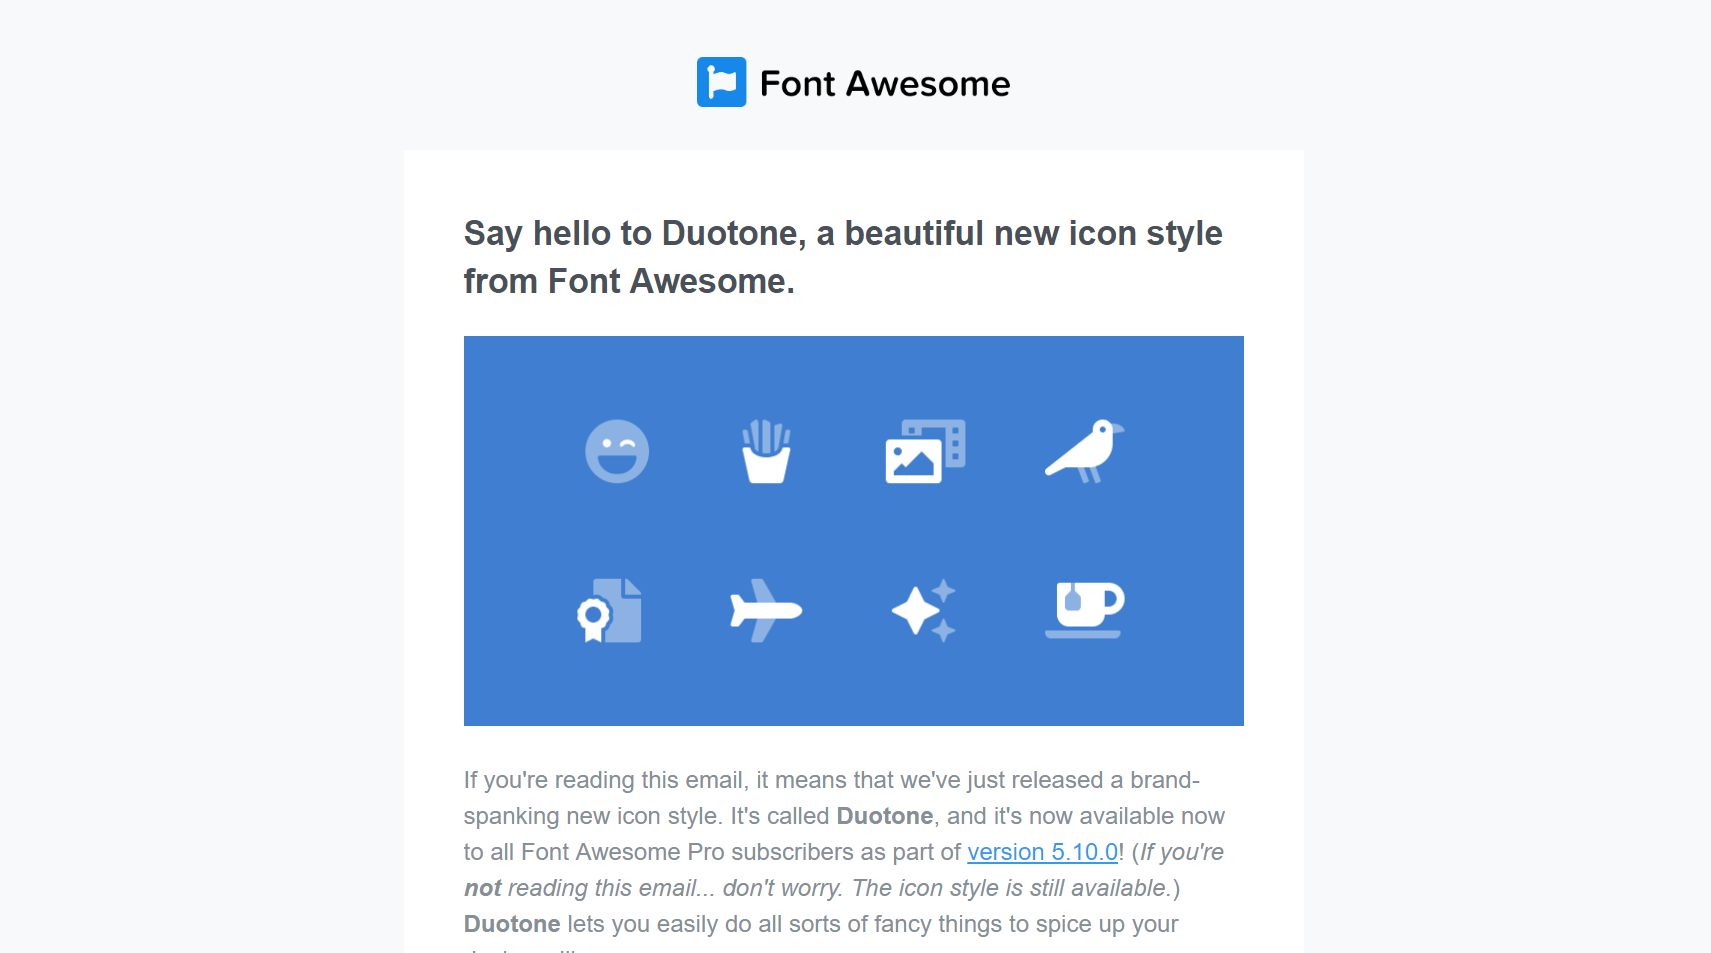 Font Awesome
Say hello to Duotone, a beautiful new icon style
from Font Awesome.
If you're reading this email, it means that we've just released a brand-
spanking new icon style. It's called Duotone, and it's now available now
to all Font Awesome Pro subscribers as part of version 5.10.0! (If you're
not reading this email... don't worry. The icon style is still available.)
Duotone lets you easily do all sorts of fancy things to spice up your